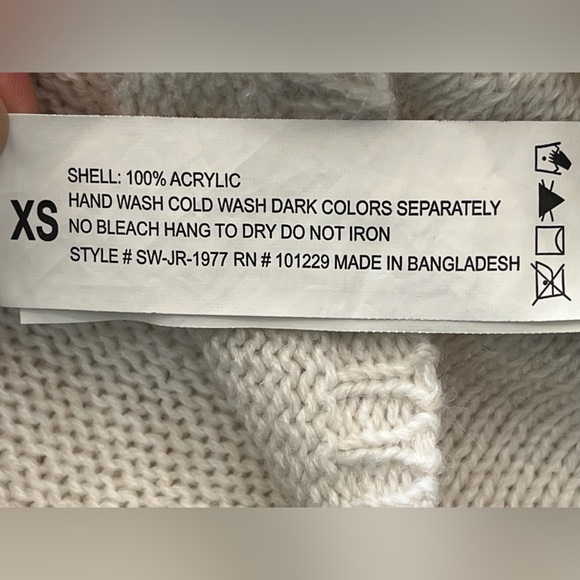 XS
SHELL: 100% ACRYLIC
HAND WASH COLD WASH DARK COLORS SEPARATELY
NO BLEACH HANG TO DRY DO NOT IRON
STYLE # SW-JR-1977 RN # 101229 MADE IN BANGLADESH